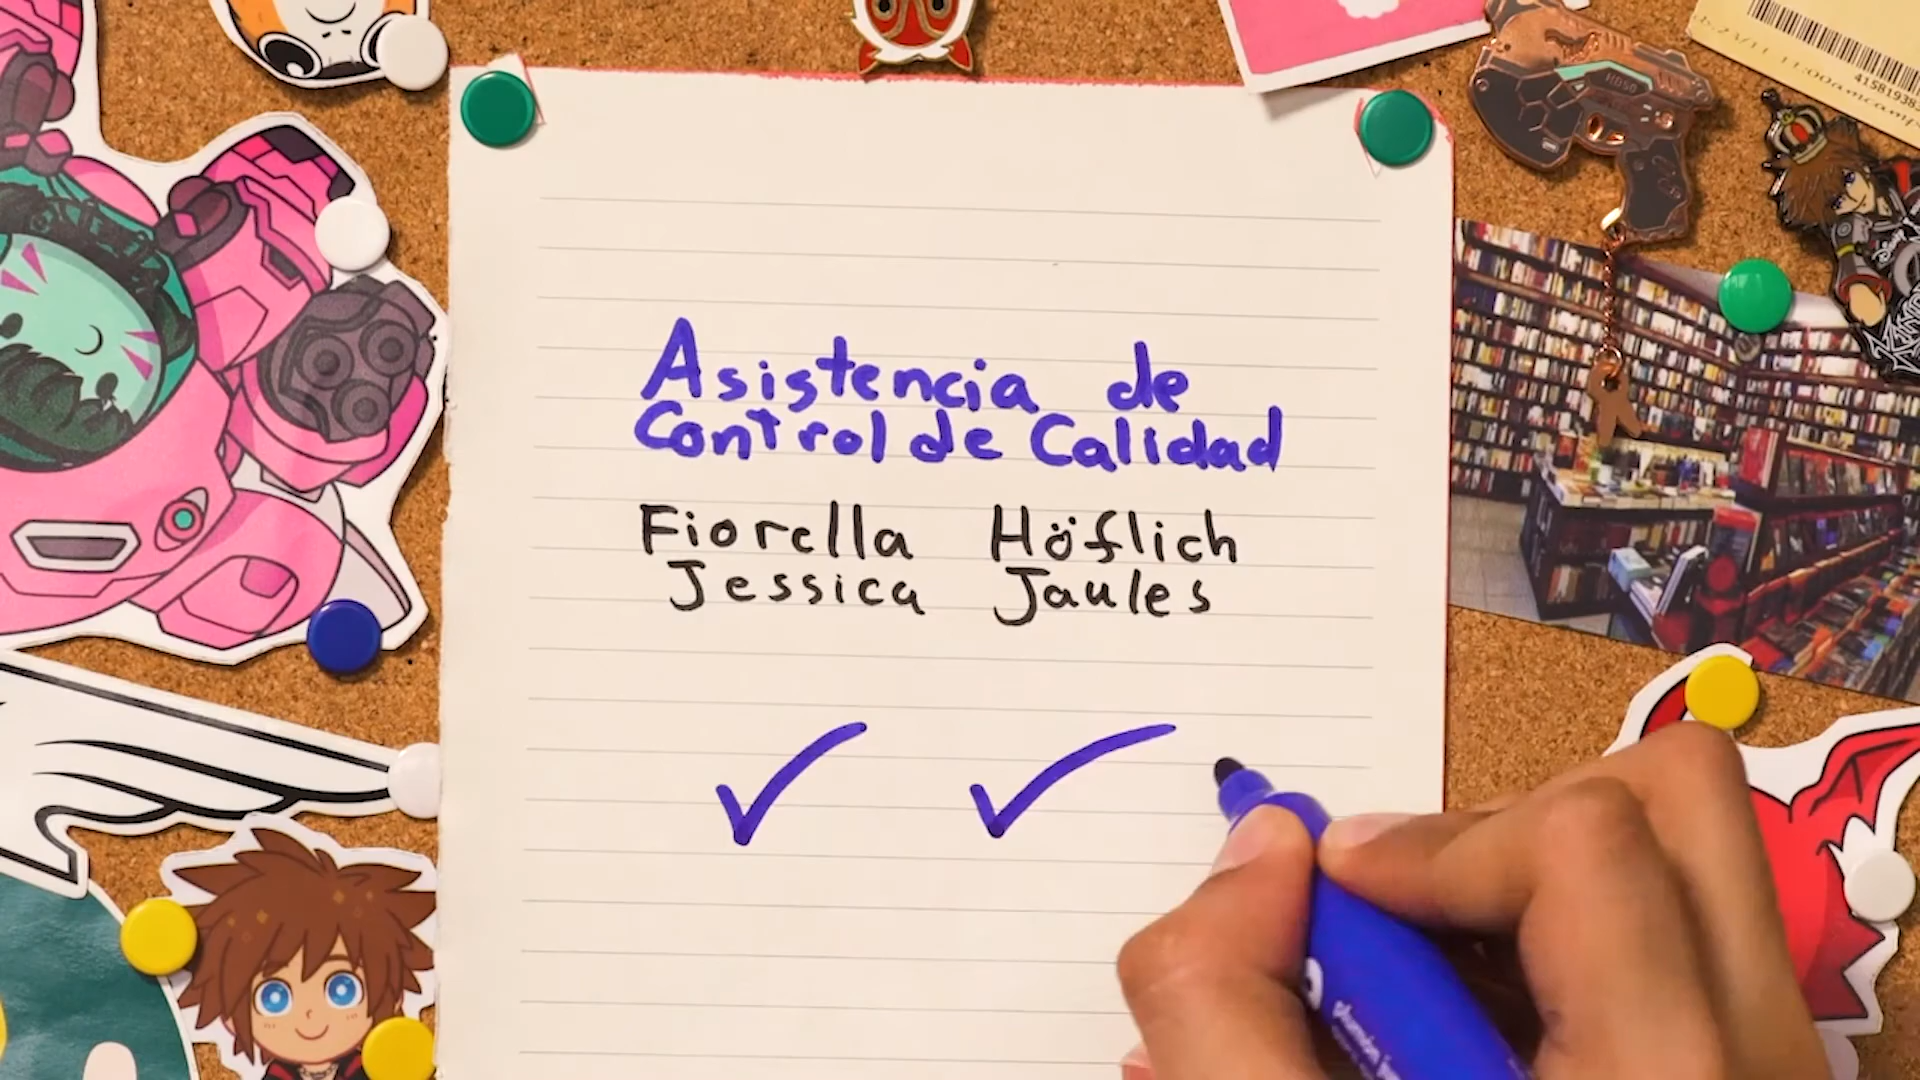 Asistencia de
Control de Calidad
Fiorella Höflich
Jessica Jaules